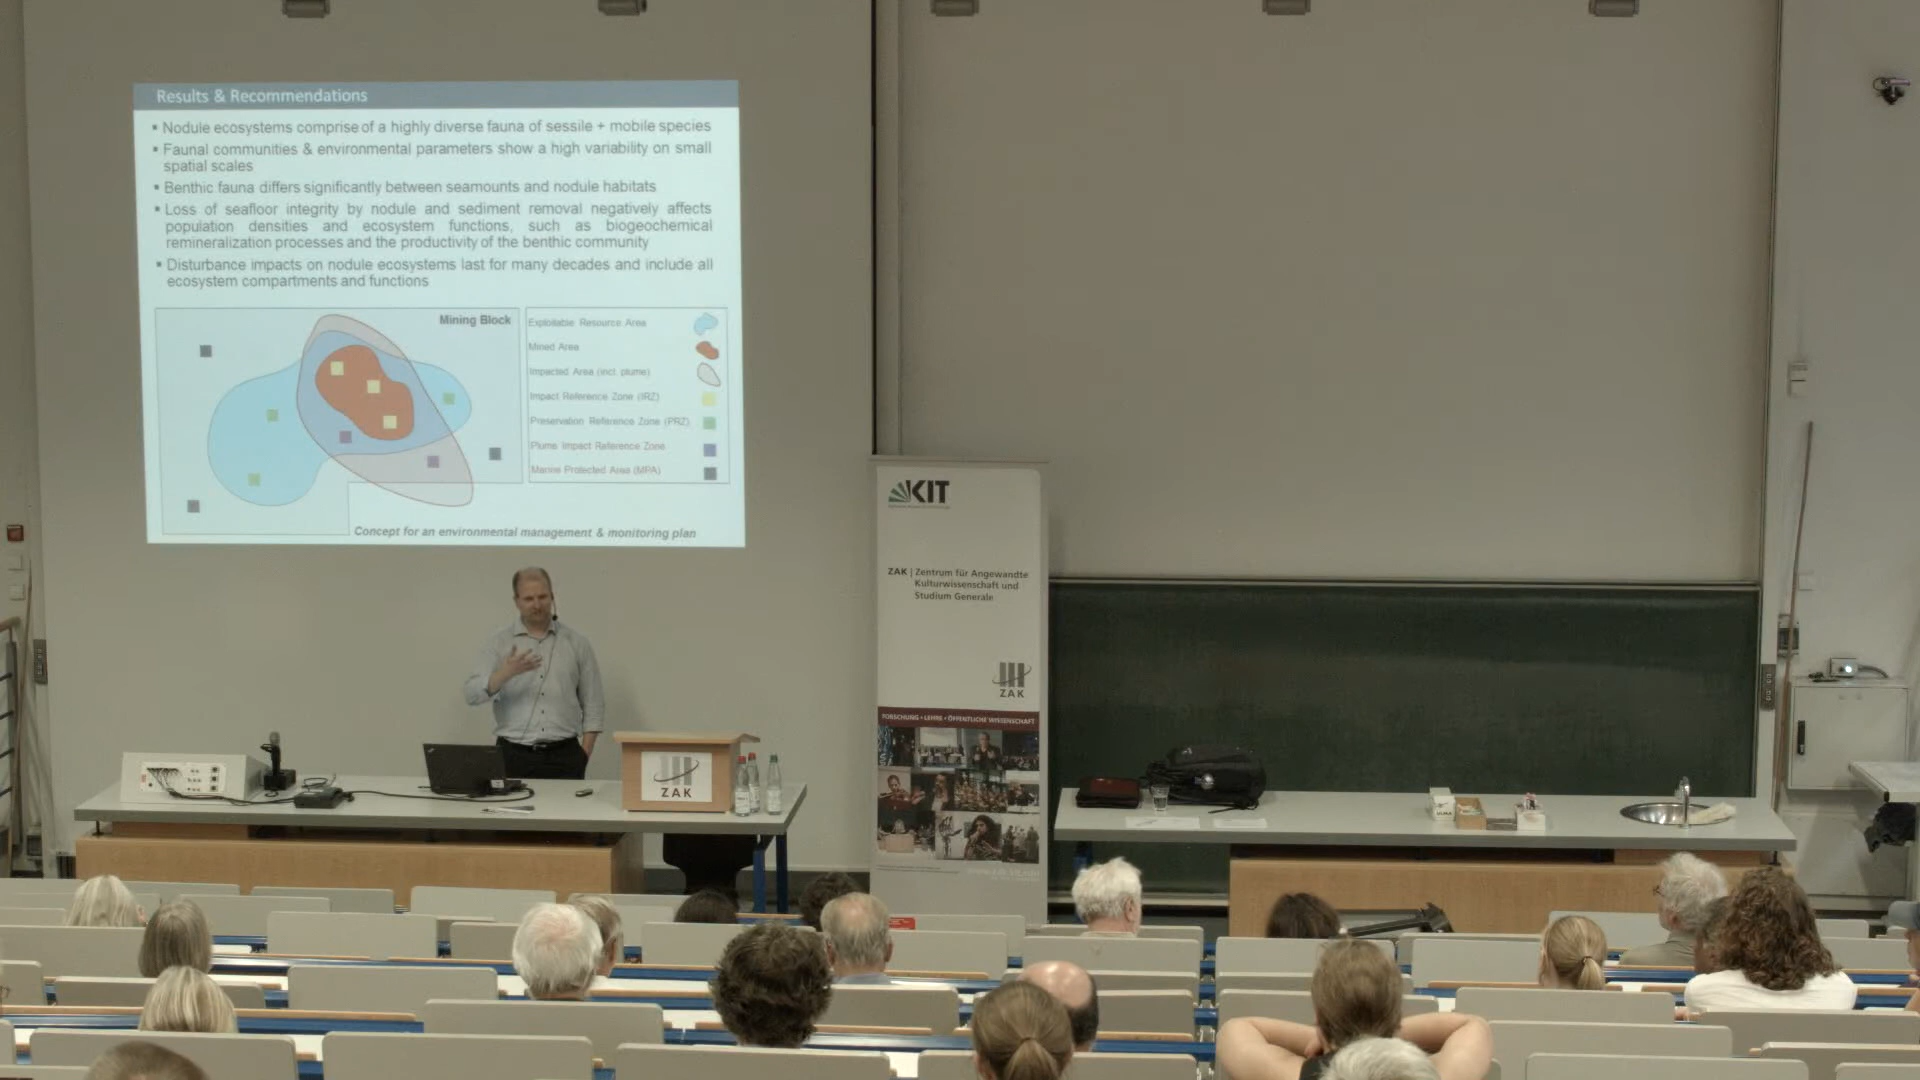 Results & Recommendations
▪ Nodule ecosystems comprise of a highly diverse fauna of sessile + mobile species
▪ Faunal communities & environmental parameters show a high variability on small
spatial scales
▪ Benthic fauna differs significantly between seamounts and nodule habitats
▪ Loss of seafloor integrity by nodule and sediment removal negatively affects
population densities and ecosystem functions, such as biogeochemical
remineralization processes and the productivity of the benthic community
▪ Disturbance impacts on nodule ecosystems last for many decades and include all
ecosystem compartments and functions
Mining Block
Exploitable Resource Area
Mined Area
Impacted Area (incl. plume)
Impact Reference Zone (IRZ)
Preservation Reference Zone (PRZ)
Plume Impact Reference Zone
Marine Protected Area (MPA)
Concept for an environmental management & monitoring plan
KIT
ZAK | Zentrum für Angewandte
Kulturwissenschaft und
Studium Generale
ZAK
FORSCHUNG • LEHRE • ÖFFENTLICHE WISSENSCHAFT
ZAK